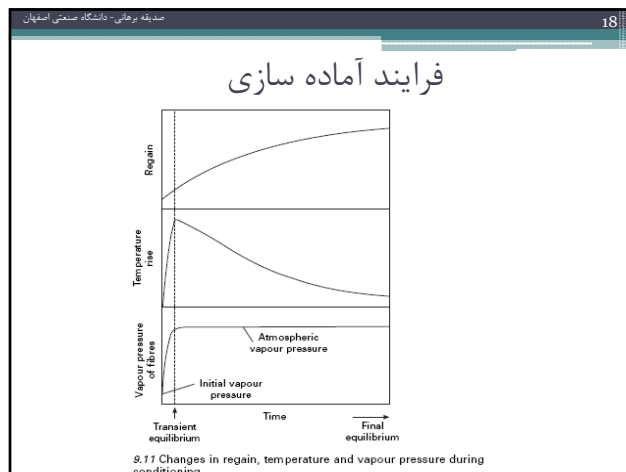 صدیقه برهانی- دانشگاه صنعتی اصفهان
18
فرایند آماده سازی
Regain
Temperature
rise
Vapour pressure
of fibres
Atmospheric
vapour pressure
Initial vapour
pressure
Time
Transient
equilibrium
Final
equilibrium
9.11 Changes in regain, temperature and vapour pressure during
conditioning